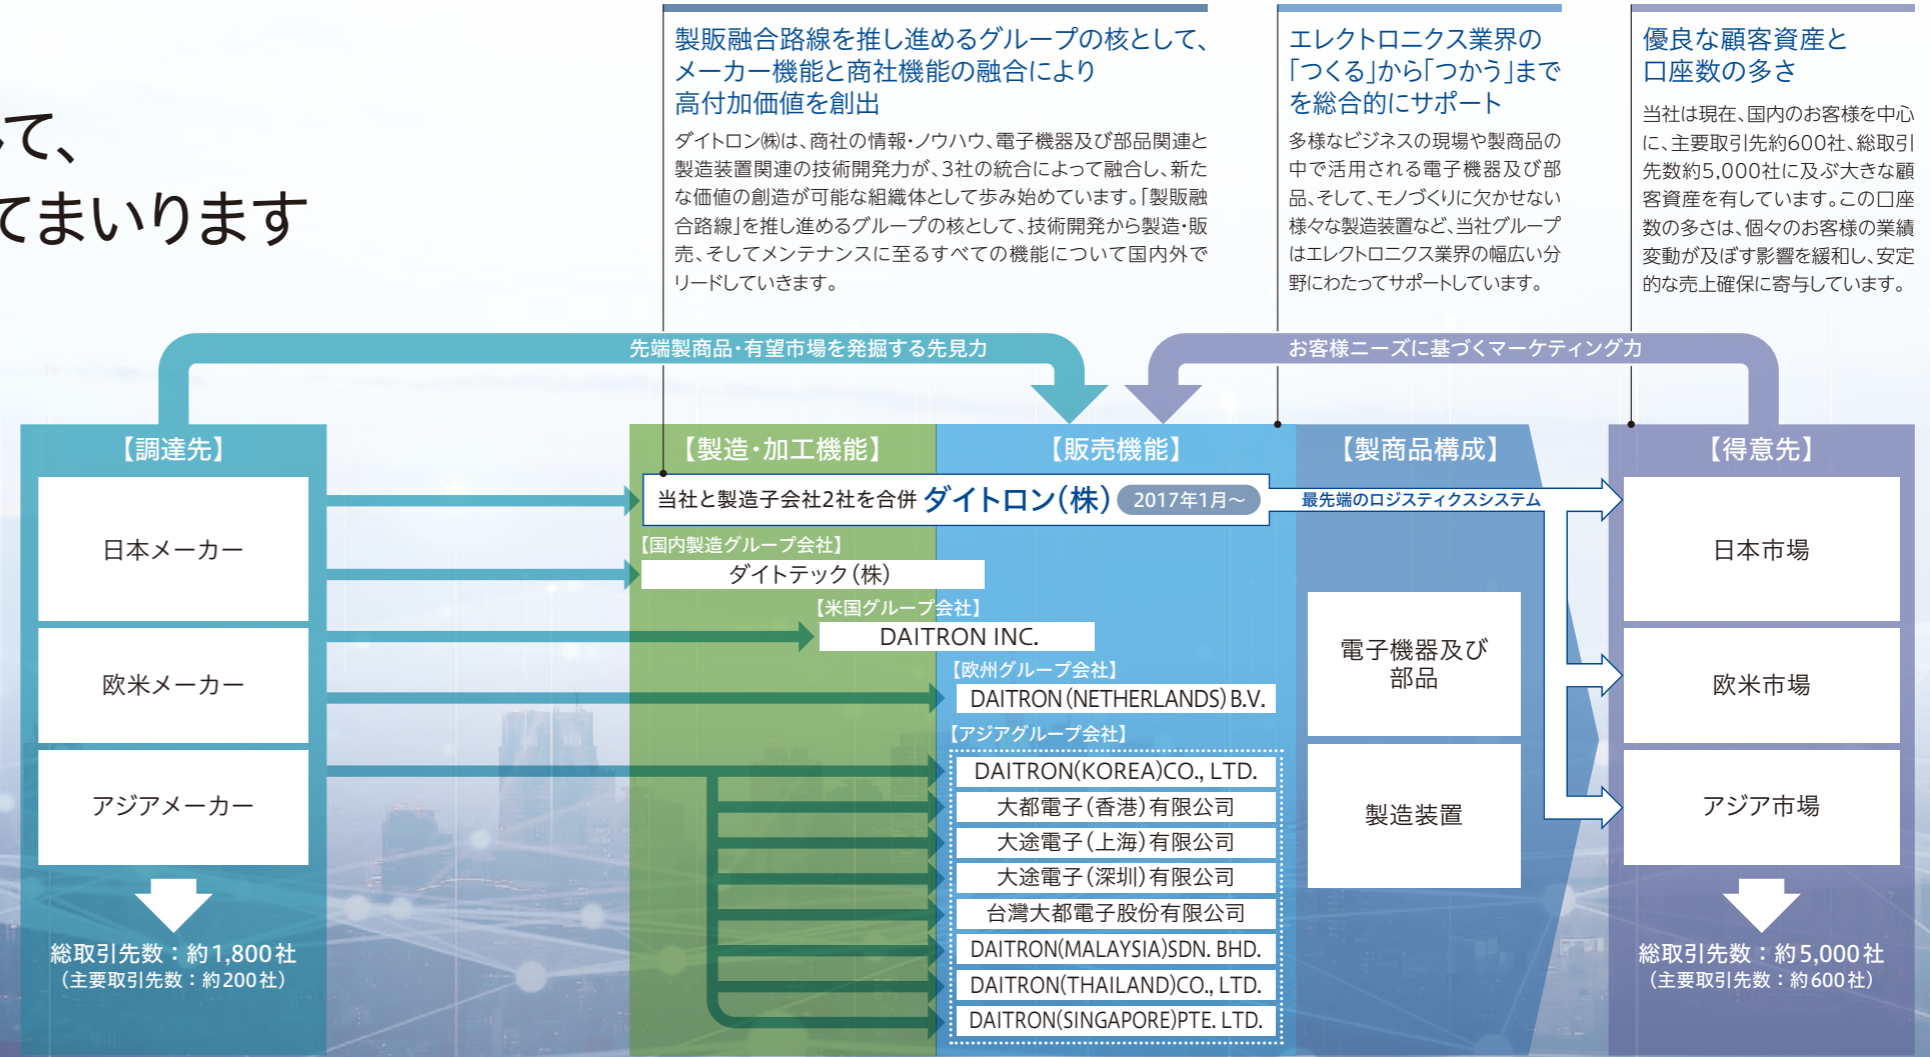 て、
てまいります
製販融合路線を推し進めるグループの核として、
メーカー機能と商社機能の融合により
高付加価値を創出
ダイトロン㈱は、商社の情報・ノウハウ、電子機器及び部品関連と
製造装置関連の技術開発力が、3社の統合によって融合し、新た
な価値の創造が可能な組織体として歩み始めています。「製販融
合路線」を推し進めるグループの核として、技術開発から製造・販
売、そしてメンテナンスに至るすべての機能について国内外で
リードしていきます。
エレクトロニクス業界の
「つくる」から「つかう」まで
を総合的にサポート
多様なビジネスの現場や製商品の
中で活用される電子機器及び部
品、そして、モノづくりに欠かせない
様々な製造装置など、当社グループ
はエレクトロニクス業界の幅広い分
野にわたってサポートしています。
優良な顧客資産と
口座数の多さ
当社は現在、国内のお客様を中心
に、主要取引先約600社、総取引
先数約5,000社に及ぶ大きな顧
客資産を有しています。この口座
数の多さは、個々のお客様の業績
変動が及ぼす影響を緩和し、安定
的な売上確保に寄与しています。
先端製商品・有望市場を発掘する先見力
お客様ニーズに基づくマーケティング力
【調達先】
日本メーカー
欧米メーカー
アジアメーカー
総取引先数：約1,800社
（主要取引先数：約200社）
【製造・加工機能】
【販売機能】
当社と製造子会社2社を合併 ダイトロン（株） 2017年1月～
【国内製造グループ会社】
ダイトテック（株）
【米国グループ会社】
DAITRON INC.
【欧州グループ会社】
DAITRON（NETHERLANDS）B.V.
【アジアグループ会社】
DAITRON(KOREA)CO., LTD.
大都電子（香港）有限公司
大途電子（上海）有限公司
大途電子（深圳）有限公司
台灣大都電子股份有限公司
DAITRON(MALAYSIA)SDN. BHD.
DAITRON(THAILAND)CO., LTD.
DAITRON(SINGAPORE)PTE. LTD.
【製商品構成】
最先端のロジスティクスシステム
電子機器及び
部品
製造装置
【得意先】
日本市場
欧米市場
アジア市場
総取引先数：約5,000社
（主要取引先数：約600社）